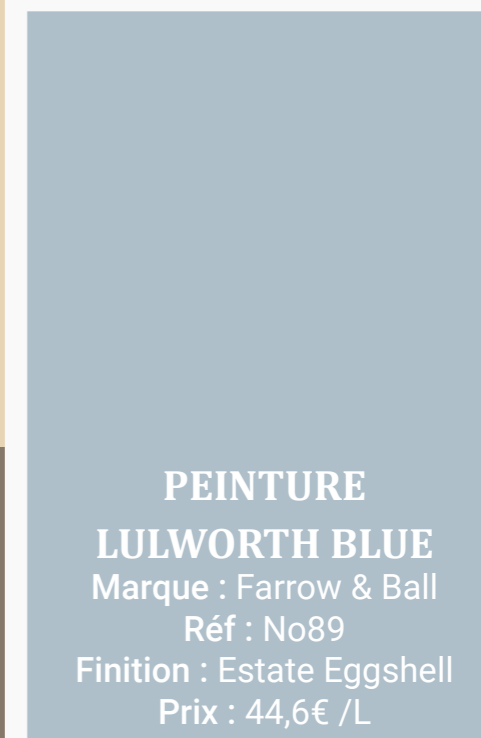 PEINTURE
LULWORTH BLUE
Marque : Farrow & Ball
Réf : No89
Finition : Estate Eggshell
Prix : 44,6€ /L